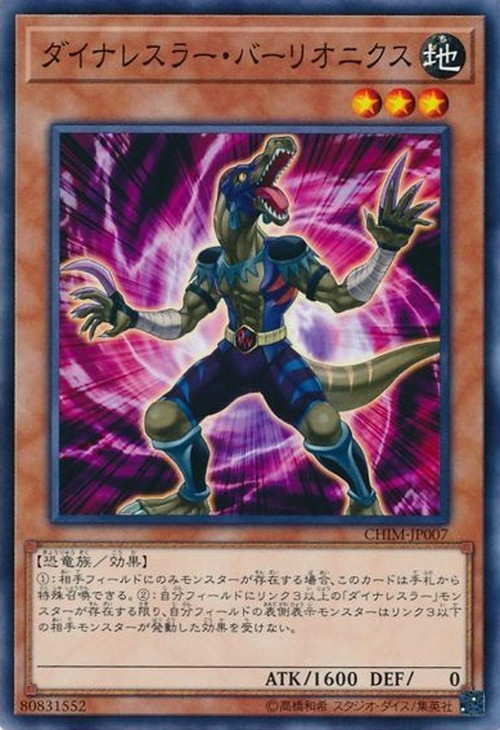 ダイナレスラー・バーリオニクス
地
CHIM-JP007
【恐竜族／効果】
①：相手フィールドにのみモンスターが存在する場合、このカードは手札から
特殊召喚できる。②：自分フィールドにリンク３以上の「ダイナレスラー」モン
スターが存在する限り、自分フィールドの表側表示モンスターはリンク３以下
の相手モンスターが発動した効果を受けない。
ATK/1600 DEF/ 0
80831552
©高橋和希 スタジオ・ダイス/集英社